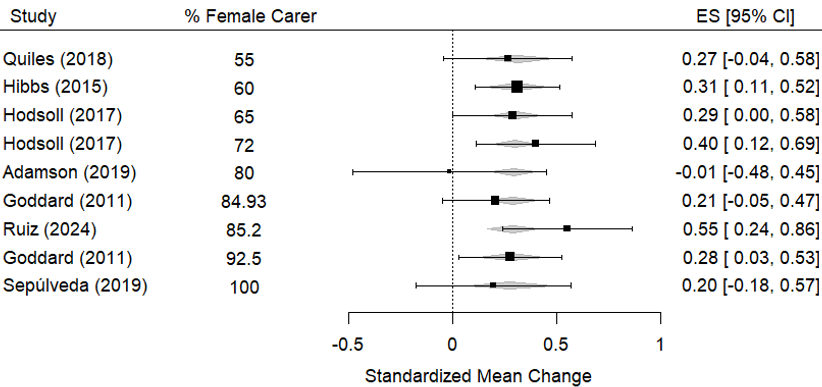 Study % Female Carer ES [95% CI]
Quiles (2018) 55 0.27 [-0.04, 0.58]
Hibbs (2015) 60 0.31 [ 0.11, 0.52]
Hodsoll (2017) 65 0.29 [ 0.00, 0.58]
Hodsoll (2017) 72 0.40 [ 0.12, 0.69]
Adamson (2019) 80 -0.01 [-0.48, 0.45]
Goddard (2011) 84.93 0.21 [-0.05, 0.47]
Ruiz (2024) 85.2 0.55 [ 0.24, 0.86]
Goddard (2011) 92.5 0.28 [ 0.03, 0.53]
Sepúlveda (2019) 100 0.20 [-0.18, 0.57]
-0.5 0 0.5 1
Standardized Mean Change